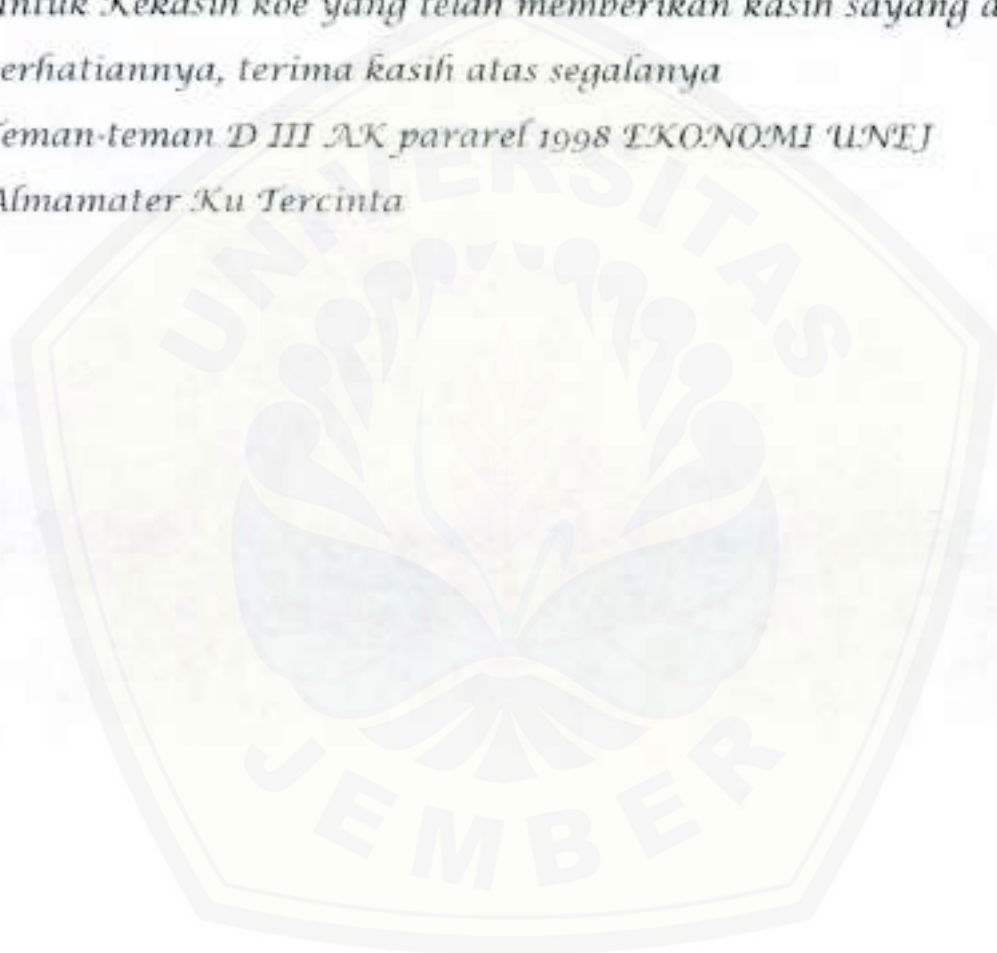 Kekasih koe yang telah memberikan kasih sayang
erhatiannya, terima kasih atas segalanya
eman-teman D III AK pararel 1998 EKONOMI UNEJ
Almamater Ku Tercinta
UNIVERSITAS
JEMBER